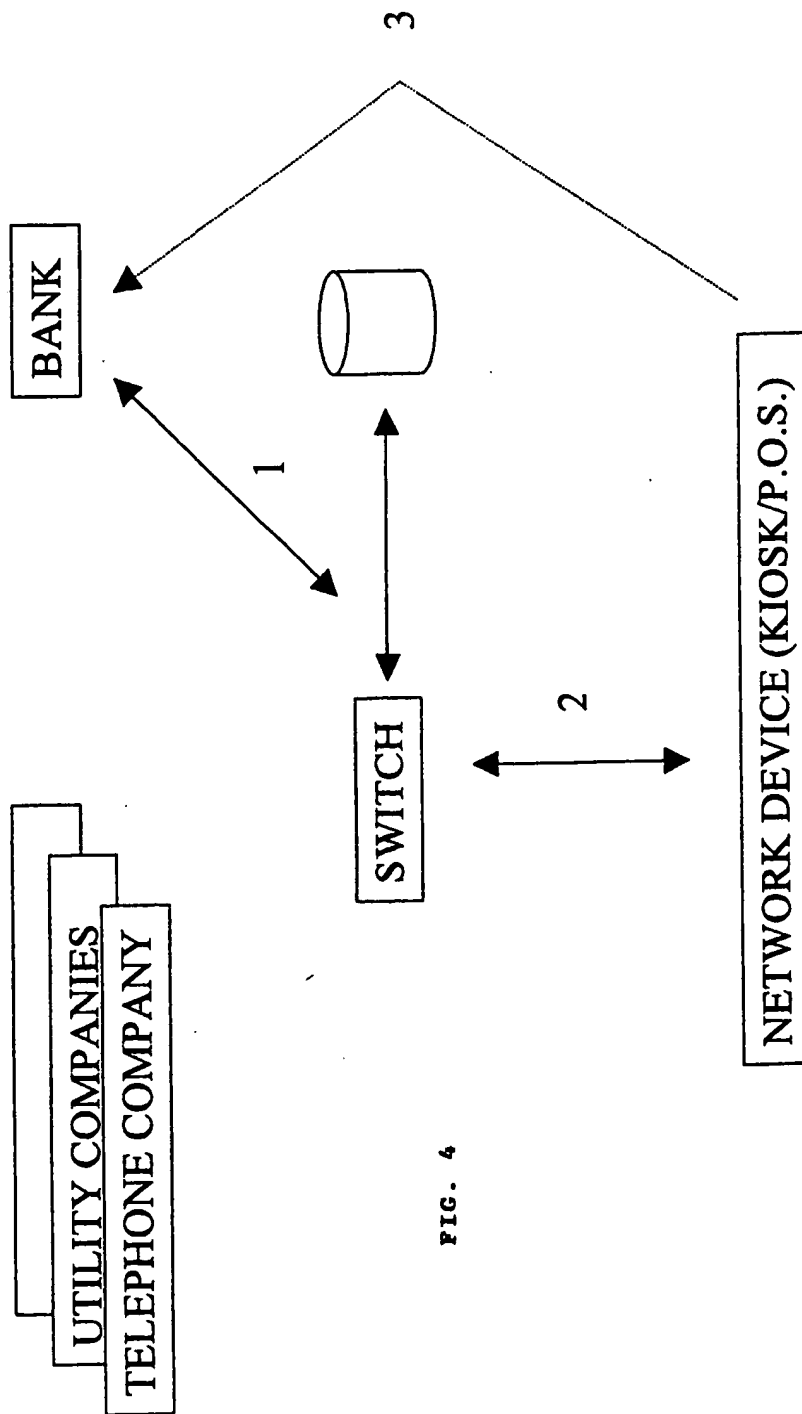 UTILITY COMPANIES
TELEPHONE COMPANY
BANK
1
3
SWITCH
2
NETWORK DEVICE (KIOSK/P.O.S.)
FIG. 4